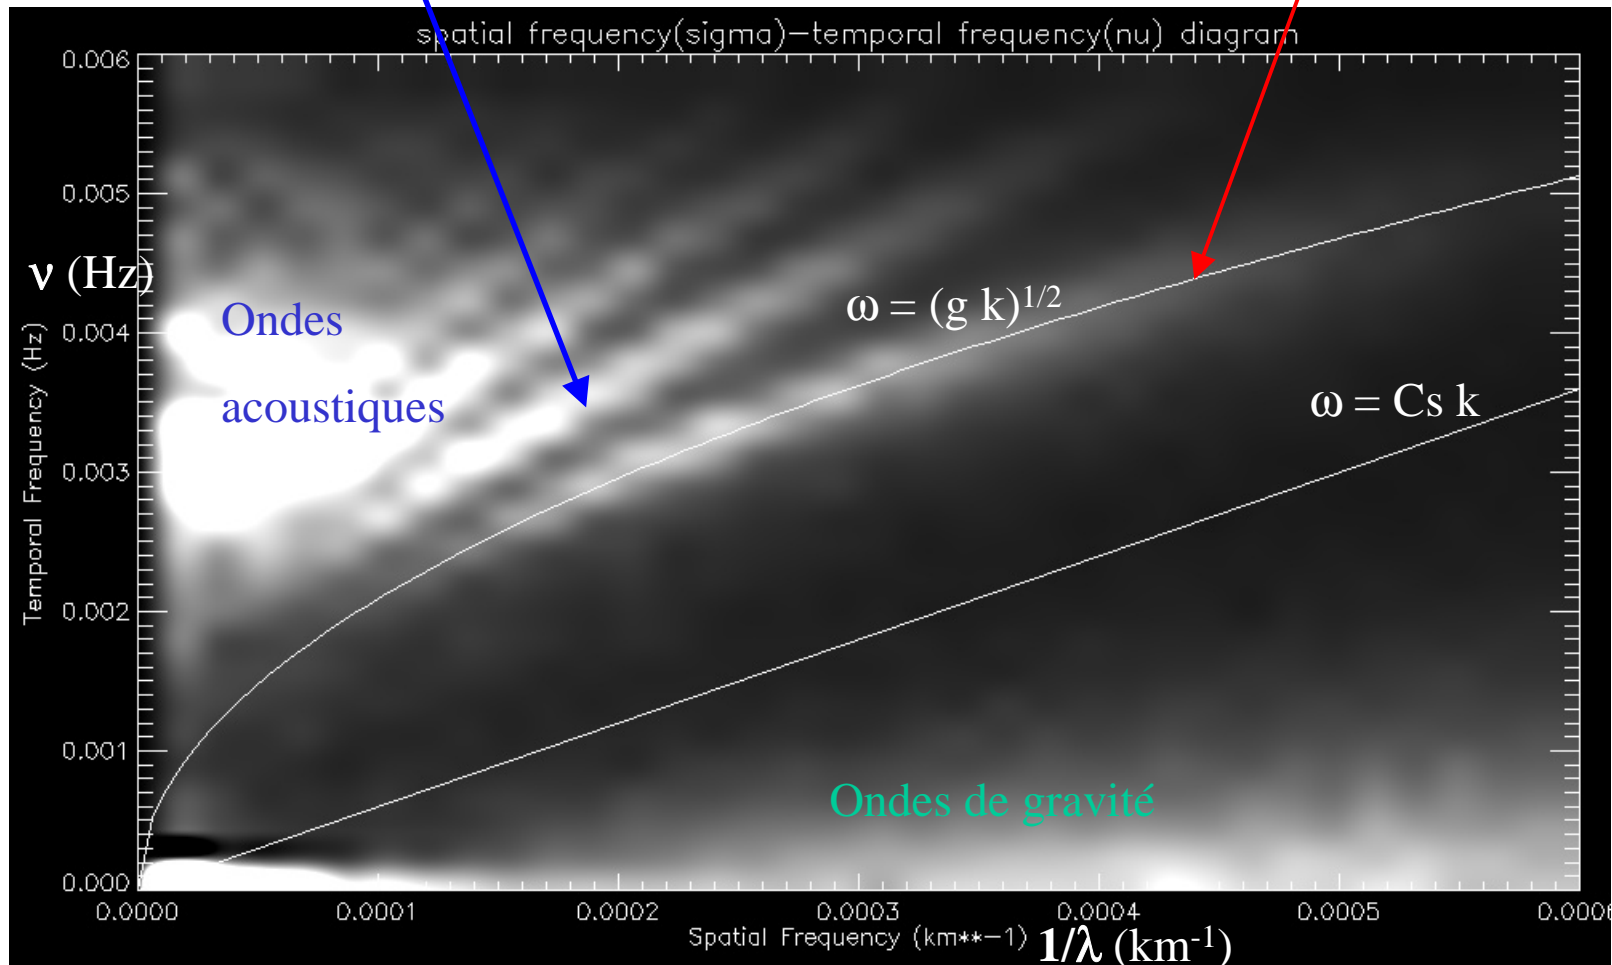 spatial frequency(sigma)–temporal frequency(nu) diagram
0.006
0.005
ν (Hz)
Ondes
acoustiques
ω = (g k)^1/2
0.004
ω = Cs k
0.003
Temporal Frequency (Hz)
0.002
0.001
Ondes de gravité
0.000
0.0000 0.0001 0.0002 0.0003 0.0004 0.0005 0.0006
Spatial Frequency (km**−1) 1/λ (km^-1)